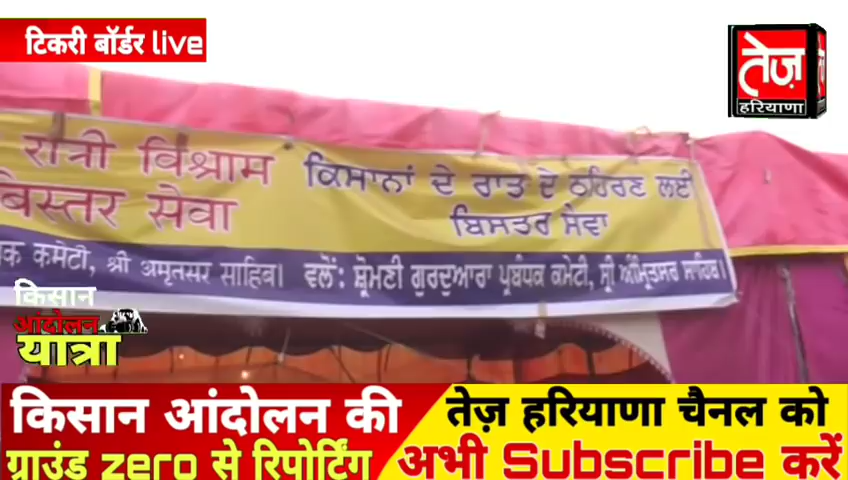 टिकरी बॉर्डर live
तेज़
हरियाणा
रात्री विश्राम
बिस्तर सेवा
क कमेटी, श्री अमृतसर साहिब।
ਕਿਸਾਨਾਂ ਦੇ ਰਾਤ ਦੇ ਠਹਿਰਣ ਲਈ
ਬਿਸਤਰ ਸੇਵਾ
ਵਲੋਂ: ਸ਼੍ਰੋਮਣੀ ਗੁਰਦੁਆਰਾ ਪ੍ਰਬੰਧਕ ਕਮੇਟੀ, ਸ੍ਰੀ ਅੰਮ੍ਰਿਤਸਰ ਸਾਹਿਬ।
किसान
आंदोलन
यात्रा
किसान आंदोलन की
ग्राउंड zero से रिपोर्टिंग
तेज़ हरियाणा चैनल को
अभी Subscribe करें